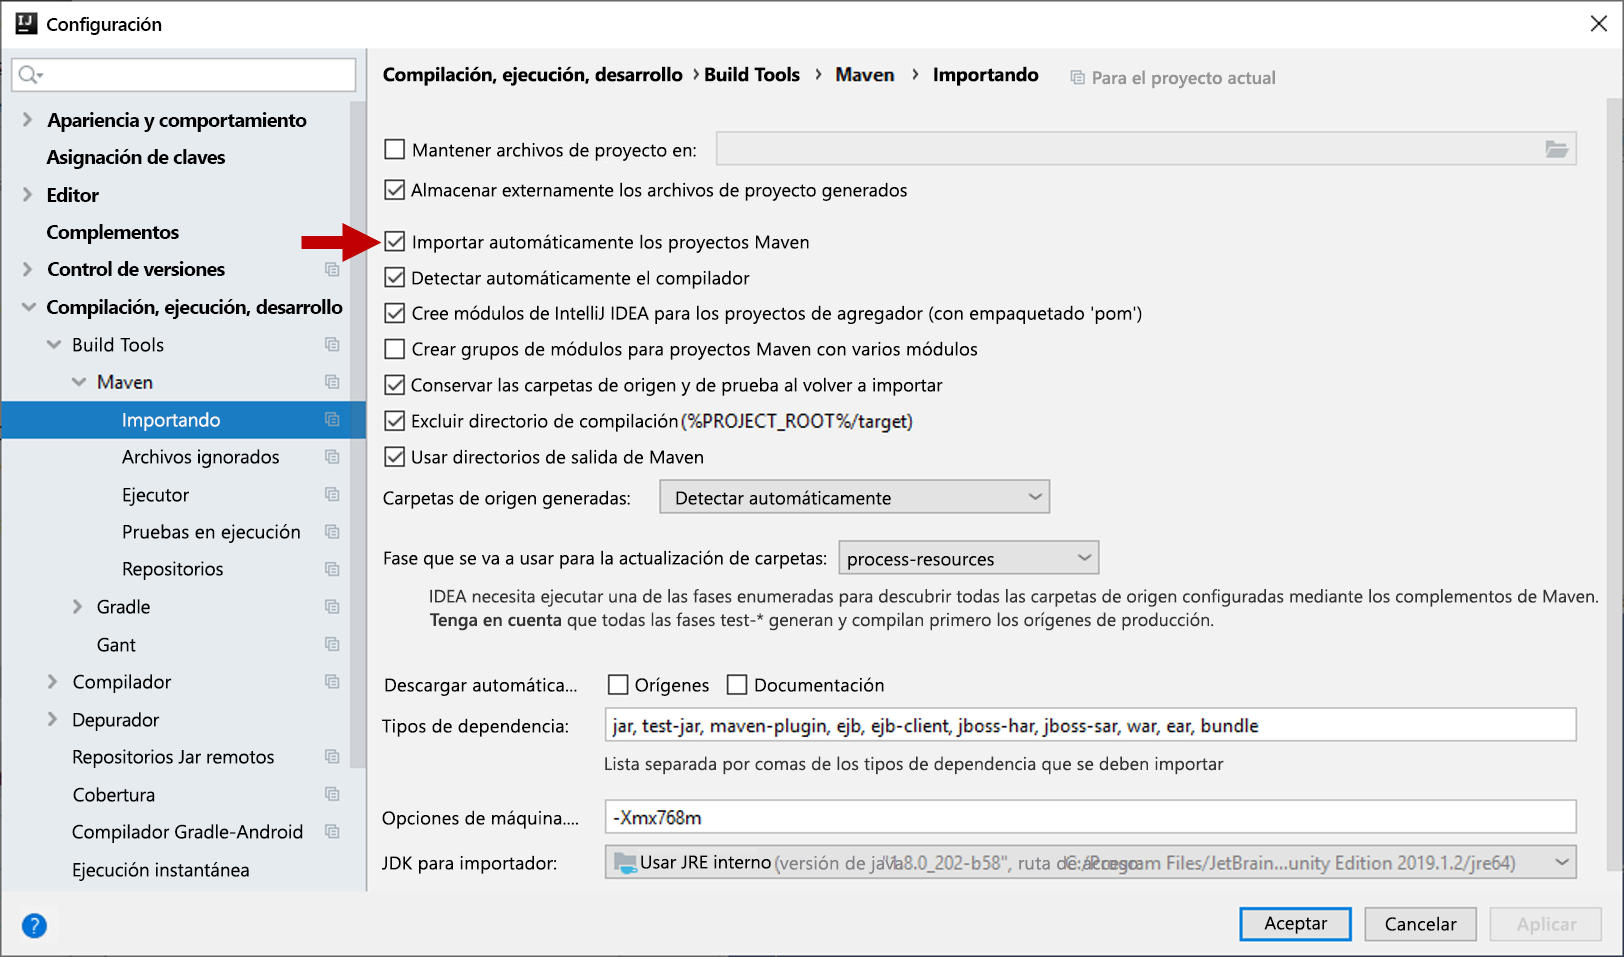 Configuración
Apariencia y comportamiento
Asignación de claves
Editor
Complementos
Control de versiones
Compilación, ejecución, desarrollo
Build Tools
Maven
Importando
Archivos ignorados
Ejecutor
Pruebas en ejecución
Repositorios
Gradle
Gant
Compilador
Depurador
Repositorios Jar remotos
Cobertura
Compilador Gradle-Android
Ejecución instantánea
Compilación, ejecución, desarrollo › Build Tools › Maven › Importando Para el proyecto actual
Mantener archivos de proyecto en:
Almacenar externamente los archivos de proyecto generados
Importar automáticamente los proyectos Maven
Detectar automáticamente el compilador
Cree módulos de IntelliJ IDEA para los proyectos de agregador (con empaquetado 'pom')
Crear grupos de módulos para proyectos Maven con varios módulos
Conservar las carpetas de origen y de prueba al volver a importar
Excluir directorio de compilación (%PROJECT_ROOT%/target)
Usar directorios de salida de Maven
Carpetas de origen generadas: Detectar automáticamente
Fase que se va a usar para la actualización de carpetas: process-resources
IDEA necesita ejecutar una de las fases enumeradas para descubrir todas las carpetas de origen configuradas mediante los complementos de Maven.
Tenga en cuenta que todas las fases test-* generan y compilan primero los orígenes de producción.
Descargar automática... Orígenes Documentación
Tipos de dependencia: jar, test-jar, maven-plugin, ejb, ejb-client, jboss-har, jboss-sar, war, ear, bundle
Lista separada por comas de los tipos de dependencia que se deben importar
Opciones de máquina.... -Xmx768m
JDK para importador: Usar JRE interno (versión de java "1.8.0_202-b58", ruta de acceso: C:/Program Files/JetBrain...unity Edition 2019.1.2/jre64)
? Aceptar Cancelar Aplicar